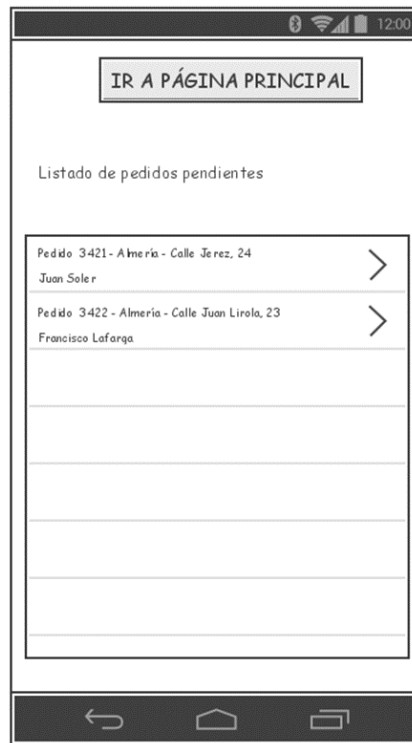 12:00
IR A PÁGINA PRINCIPAL
Listado de pedidos pendientes
Pedido 3421- Almería - Calle Jerez, 24
Juan Soler
Pedido 3422 - Almería - Calle Juan Lirola, 23
Francisco Lafarga